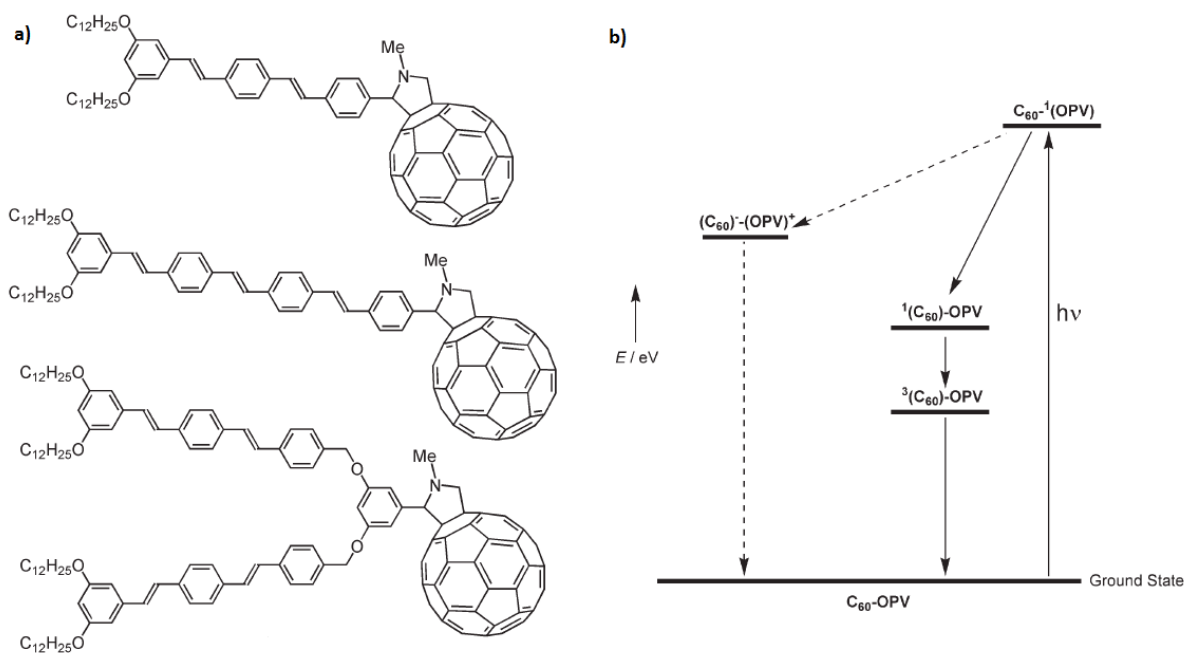 a)
C₁₂H₂₅O
Me
N
C₁₂H₂₅O
C₁₂H₂₅O
Me
N
C₁₂H₂₅O
C₁₂H₂₅O
C₁₂H₂₅O
O
Me
N
O
C₁₂H₂₅O
C₁₂H₂₅O
b)
C₆₀-¹(OPV)
(C₆₀)⁻-(OPV)⁺
¹(C₆₀)-OPV
hν
E / eV
³(C₆₀)-OPV
Ground State
C₆₀-OPV